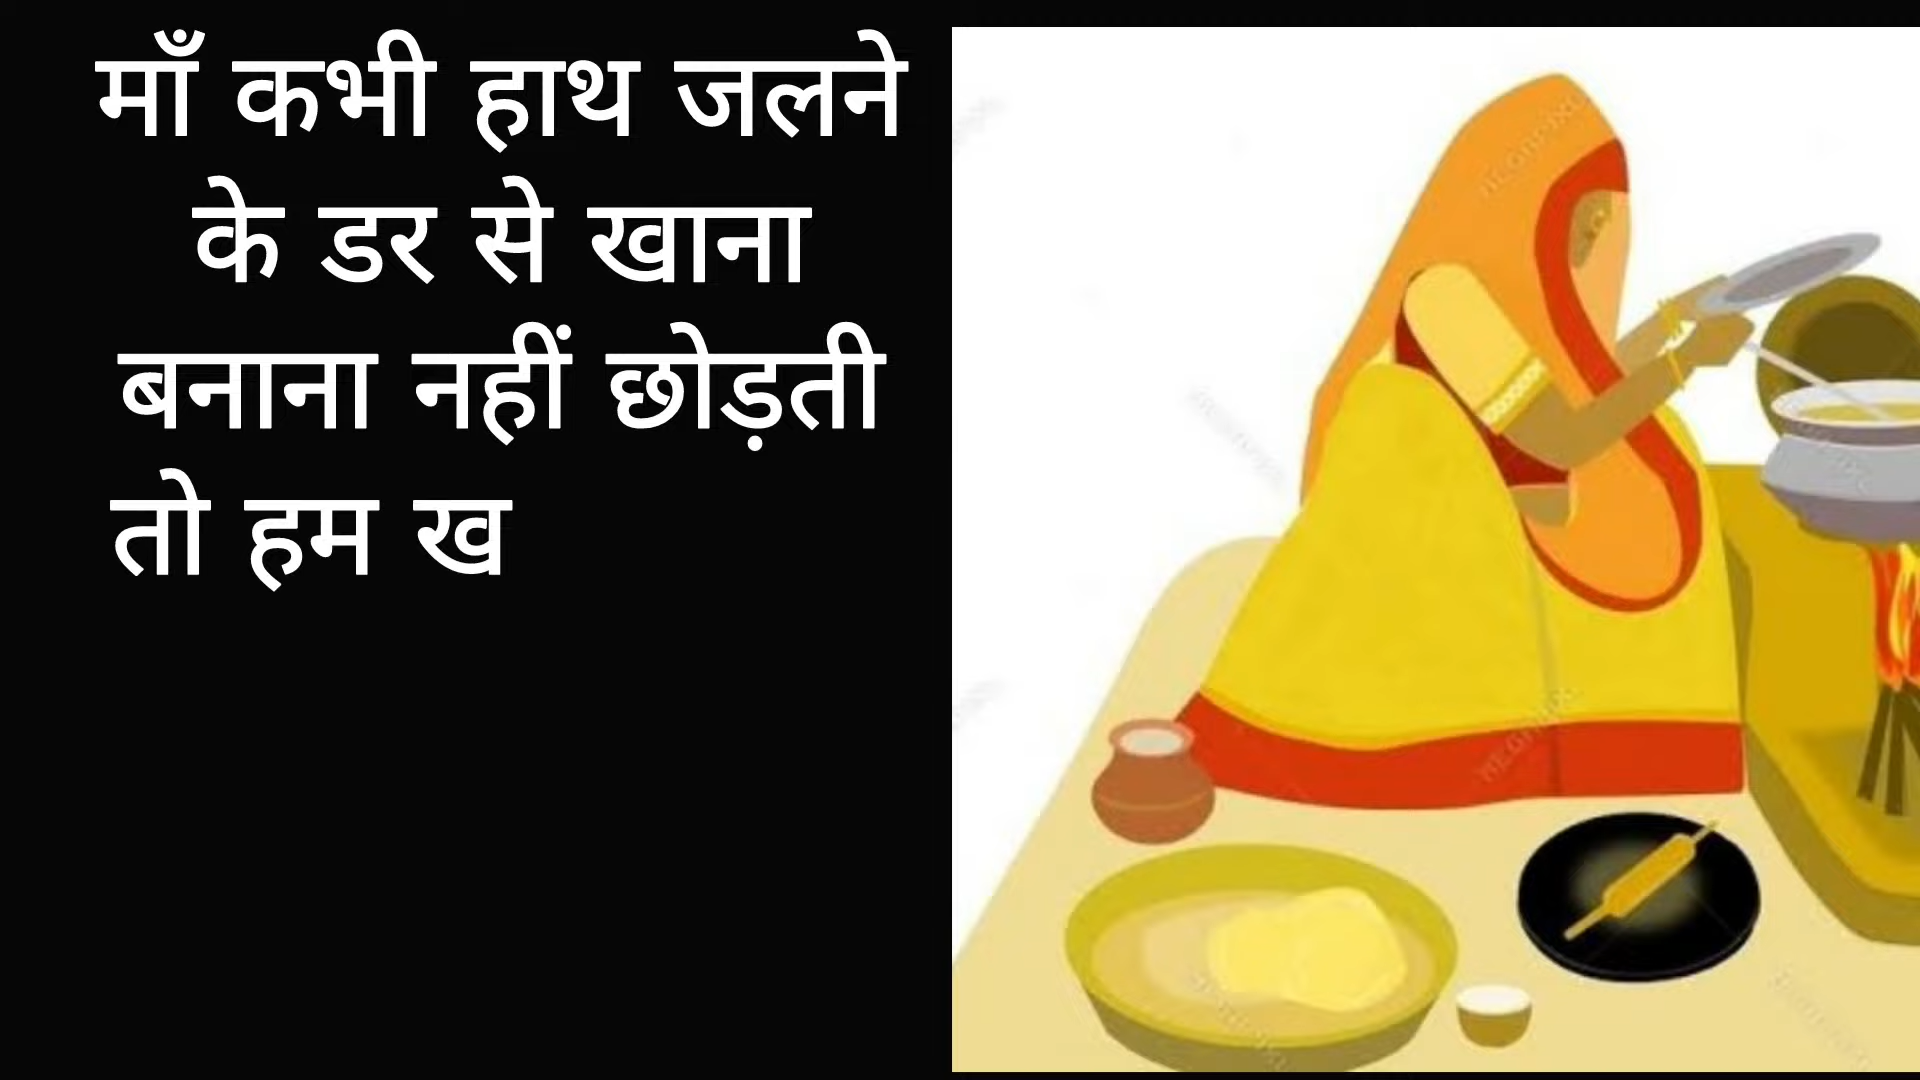 माँ कभी हाथ जलने
के डर से खाना
बनाना नहीं छोड़ती
तो हम ख